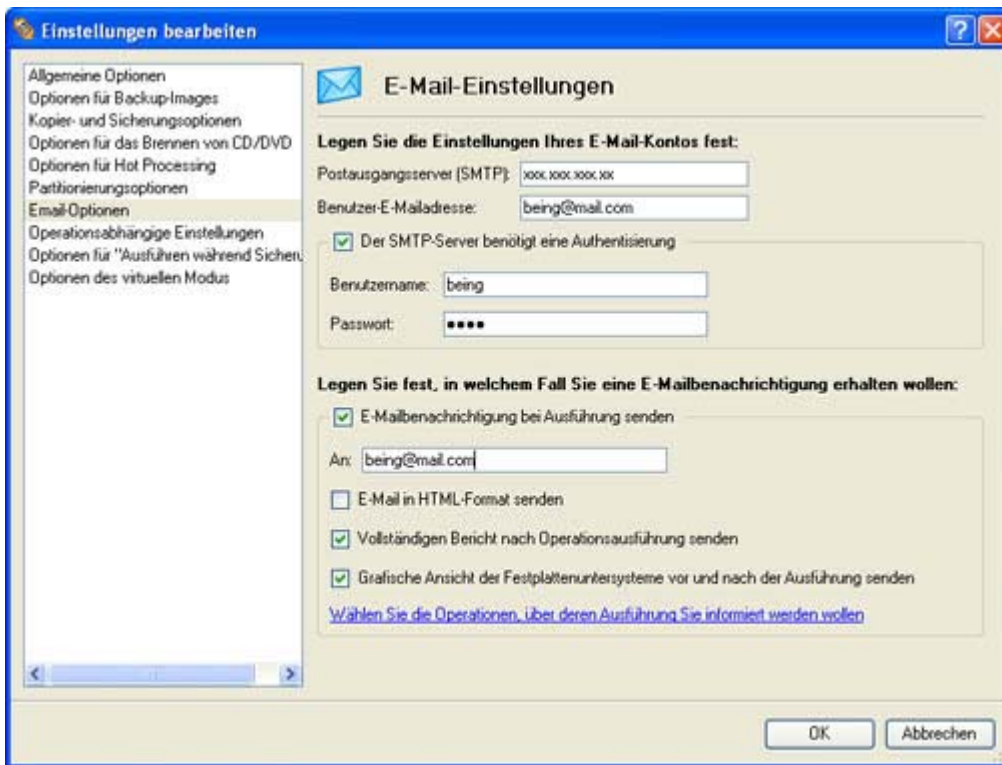 Einstellungen bearbeiten
Allgemeine Optionen
Optionen für Backup-Images
Kopier- und Sicherungsoptionen
Optionen für das Brennen von CD/DVD
Optionen für Hot Processing
Partitionierungsoptionen
Email-Optionen
Operationsabhängige Einstellungen
Optionen für "Ausführen während Sicheru
Optionen des virtuellen Modus
E-Mail-Einstellungen
Legen Sie die Einstellungen Ihres E-Mail-Kontos fest:
Postausgangsserver (SMTP): xxx.xxx.xxx.xx
Benutzer-E-Mailadresse: being@mail.com
Der SMTP-Server benötigt eine Authentisierung
Benutzername: being
Passwort: ●●●●
Legen Sie fest, in welchem Fall Sie eine E-Mailbenachrichtigung erhalten wollen:
E-Mailbenachrichtigung bei Ausführung senden
An: being@mail.com
E-Mail in HTML-Format senden
Vollständigen Bericht nach Operationsausführung senden
Grafische Ansicht der Festplattenuntersysteme vor und nach der Ausführung senden
Wählen Sie die Operationen, über deren Ausführung Sie informiert werden wollen
OK Abbrechen